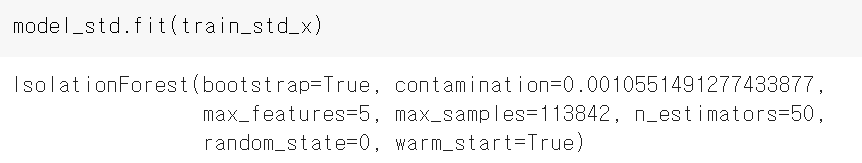 model_std.fit(train_std_x)
IsolationForest(bootstrap=True, contamination=0.0010551491277433877,
max_features=5, max_samples=113842, n_estimators=50,
random_state=0, warm_start=True)